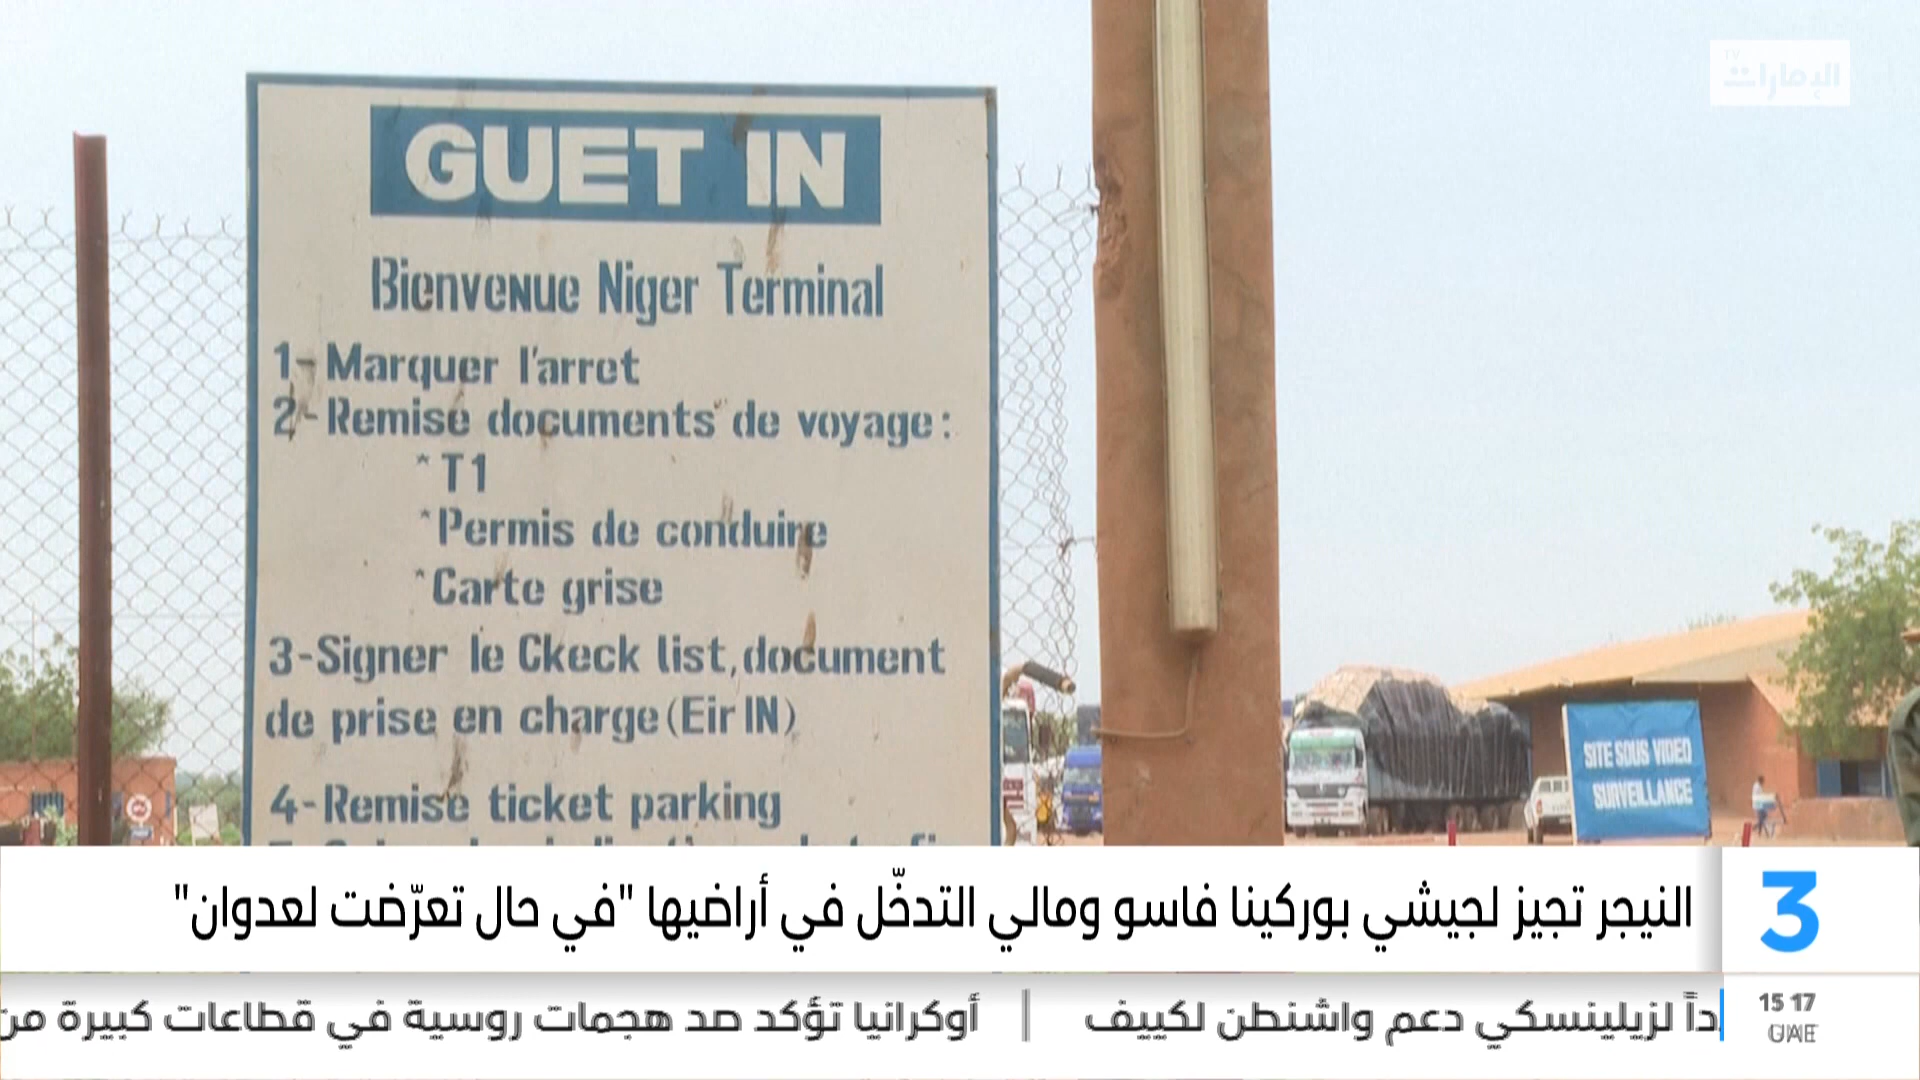 TV
الإمارات
GUET IN
Bienvenue Niger Terminal
1- Marquer l'arret
2- Remise documents de voyage :
* T1
* Permis de conduire
* Carte grise
3-Signer le Ckeck list, document
de prise en charge (Eir IN)
4- Remise ticket parking
SITE SOUS VIDEO
SURVEILLANCE
النيجر تجيز لجيشي بوركينا فاسو ومالي التدخّل في أراضيها "في حال تعرّضت لعدوان"
3
لزيلينسكي دعم واشنطن لكييف | أوكرانيا تؤكد صد هجمات روسية في قطاعات كبيرة من
15 17
UAE